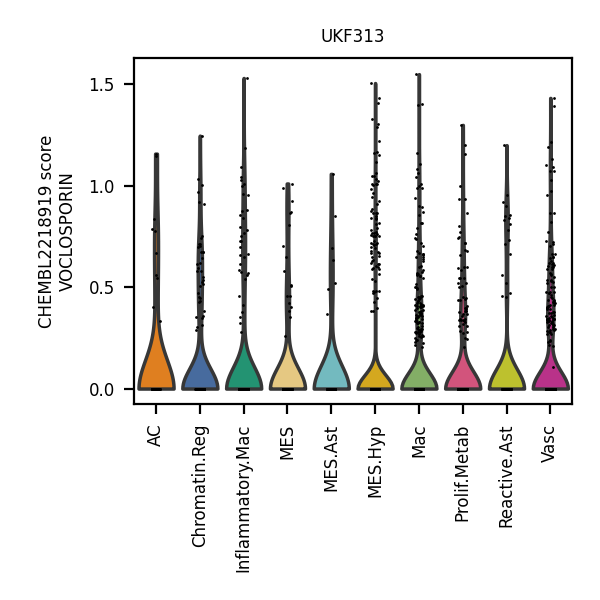 UKF313
CHEMBL2218919 score
VOCLOSPORIN
1.5
1.0
0.5
0.0
AC
Chromatin.Reg
Inflammatory.Mac
MES
MES.Ast
MES.Hyp
Mac
Prolif.Metab
Reactive.Ast
Vasc